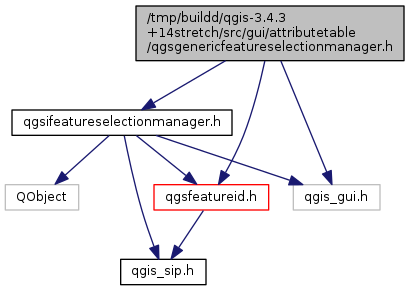 /tmp/buildd/qgis-3.4.3
+14stretch/src/gui/attributetable
/qgsgenericfeatureselectionmanager.h
qgsifeatureselectionmanager.h
QObject
qgsfeatureid.h
qgis_gui.h
qgis_sip.h